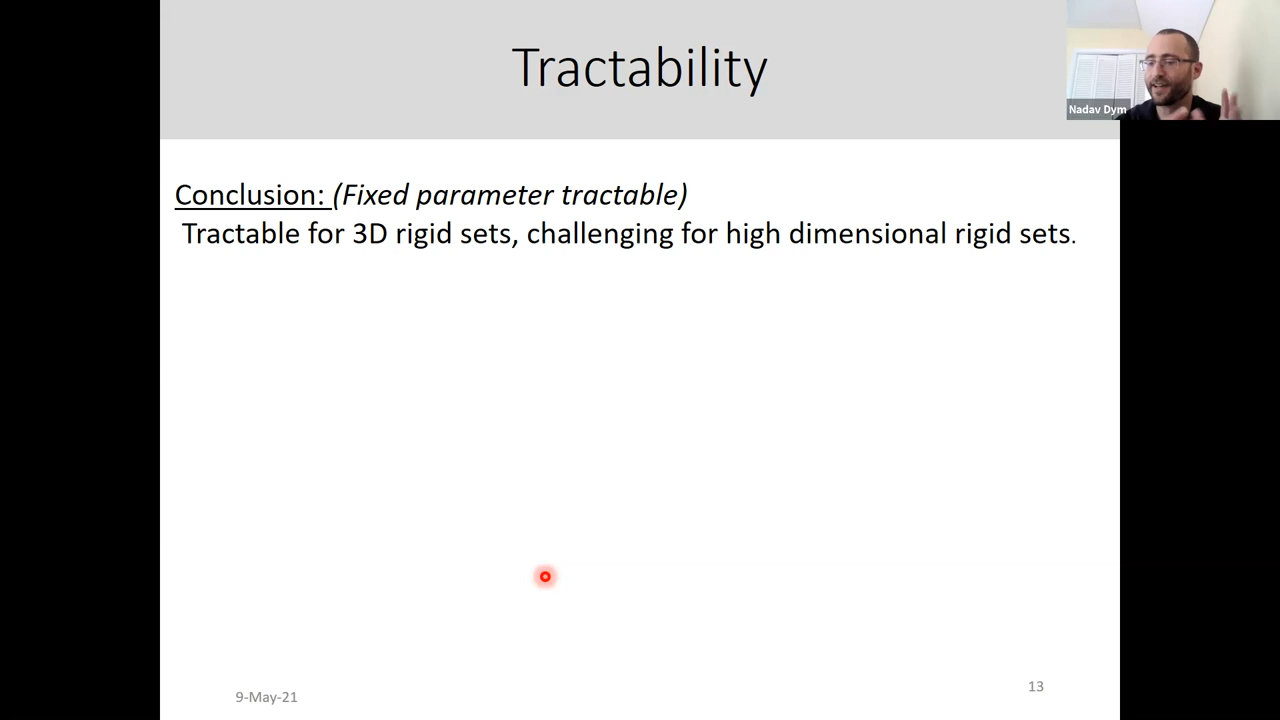 Tractability
Nadav Dym
Conclusion: (Fixed parameter tractable)
Tractable for 3D rigid sets, challenging for high dimensional rigid sets.
9-May-21
13